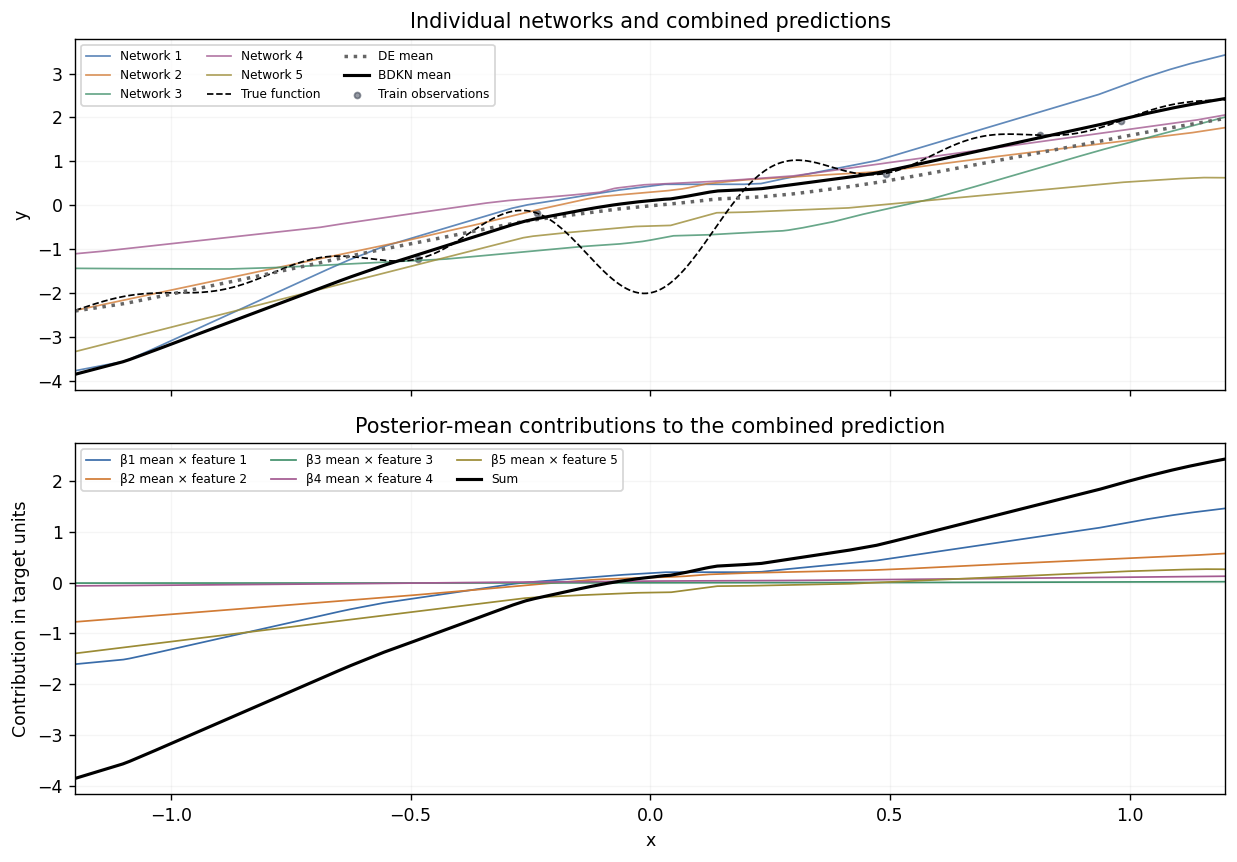 Individual networks and combined predictions
Network 1
Network 2
Network 3
Network 4
Network 5
True function
DE mean
BDKN mean
Train observations
3
2
1
0
−1
−2
−3
−4
y
Posterior-mean contributions to the combined prediction
β1 mean × feature 1
β2 mean × feature 2
β3 mean × feature 3
β4 mean × feature 4
β5 mean × feature 5
Sum
2
1
0
−1
−2
−3
−4
Contribution in target units
−1.0
−0.5
0.0
0.5
1.0
x